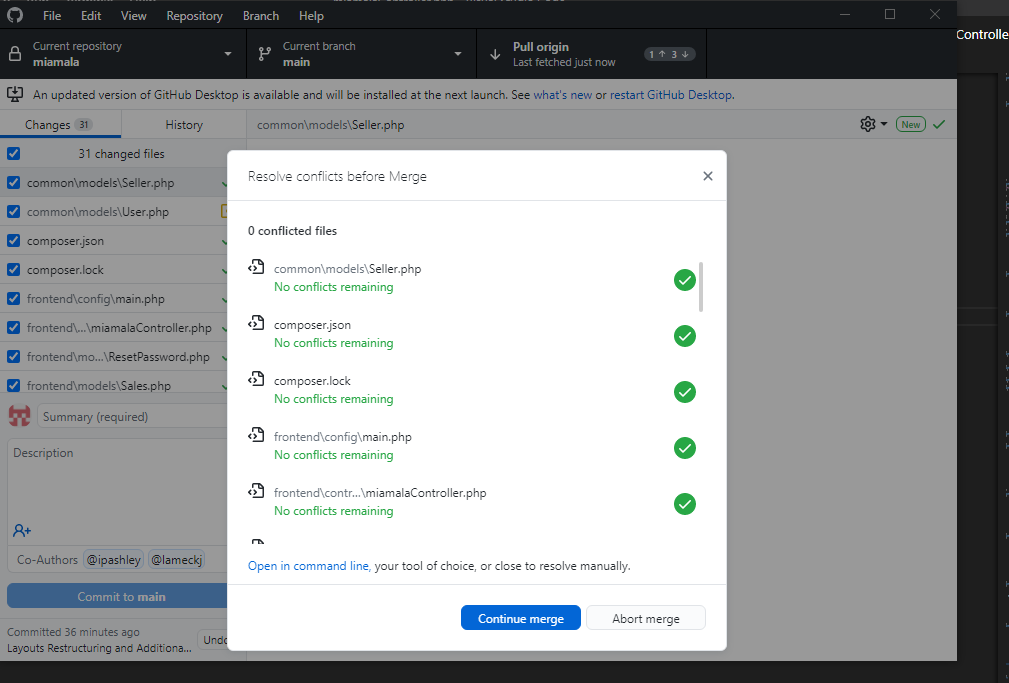 File Edit View Repository Branch Help
Current repository
miamala
Current branch
main
Pull origin
Last fetched just now
1 ↑ 3 ↓
Controlle
An updated version of GitHub Desktop is available and will be installed at the next launch. See what's new or restart GitHub Desktop.
Changes 31
History
common\models\Seller.php
New
31 changed files
common\models\Seller.php
common\models\User.php
composer.json
composer.lock
frontend\config\main.php
frontend\...\miamalaController.php
frontend\mo...\ResetPassword.php
frontend\models\Sales.php
Summary (required)
Description
Co-Authors @ipashley @lameckj
Commit to main
Committed 36 minutes ago
Layouts Restructuring and Additiona...
Undo
Resolve conflicts before Merge
0 conflicted files
common\models\Seller.php
No conflicts remaining
composer.json
No conflicts remaining
composer.lock
No conflicts remaining
frontend\config\main.php
No conflicts remaining
frontend\contr...\miamalaController.php
No conflicts remaining
Open in command line, your tool of choice, or close to resolve manually.
Continue merge
Abort merge